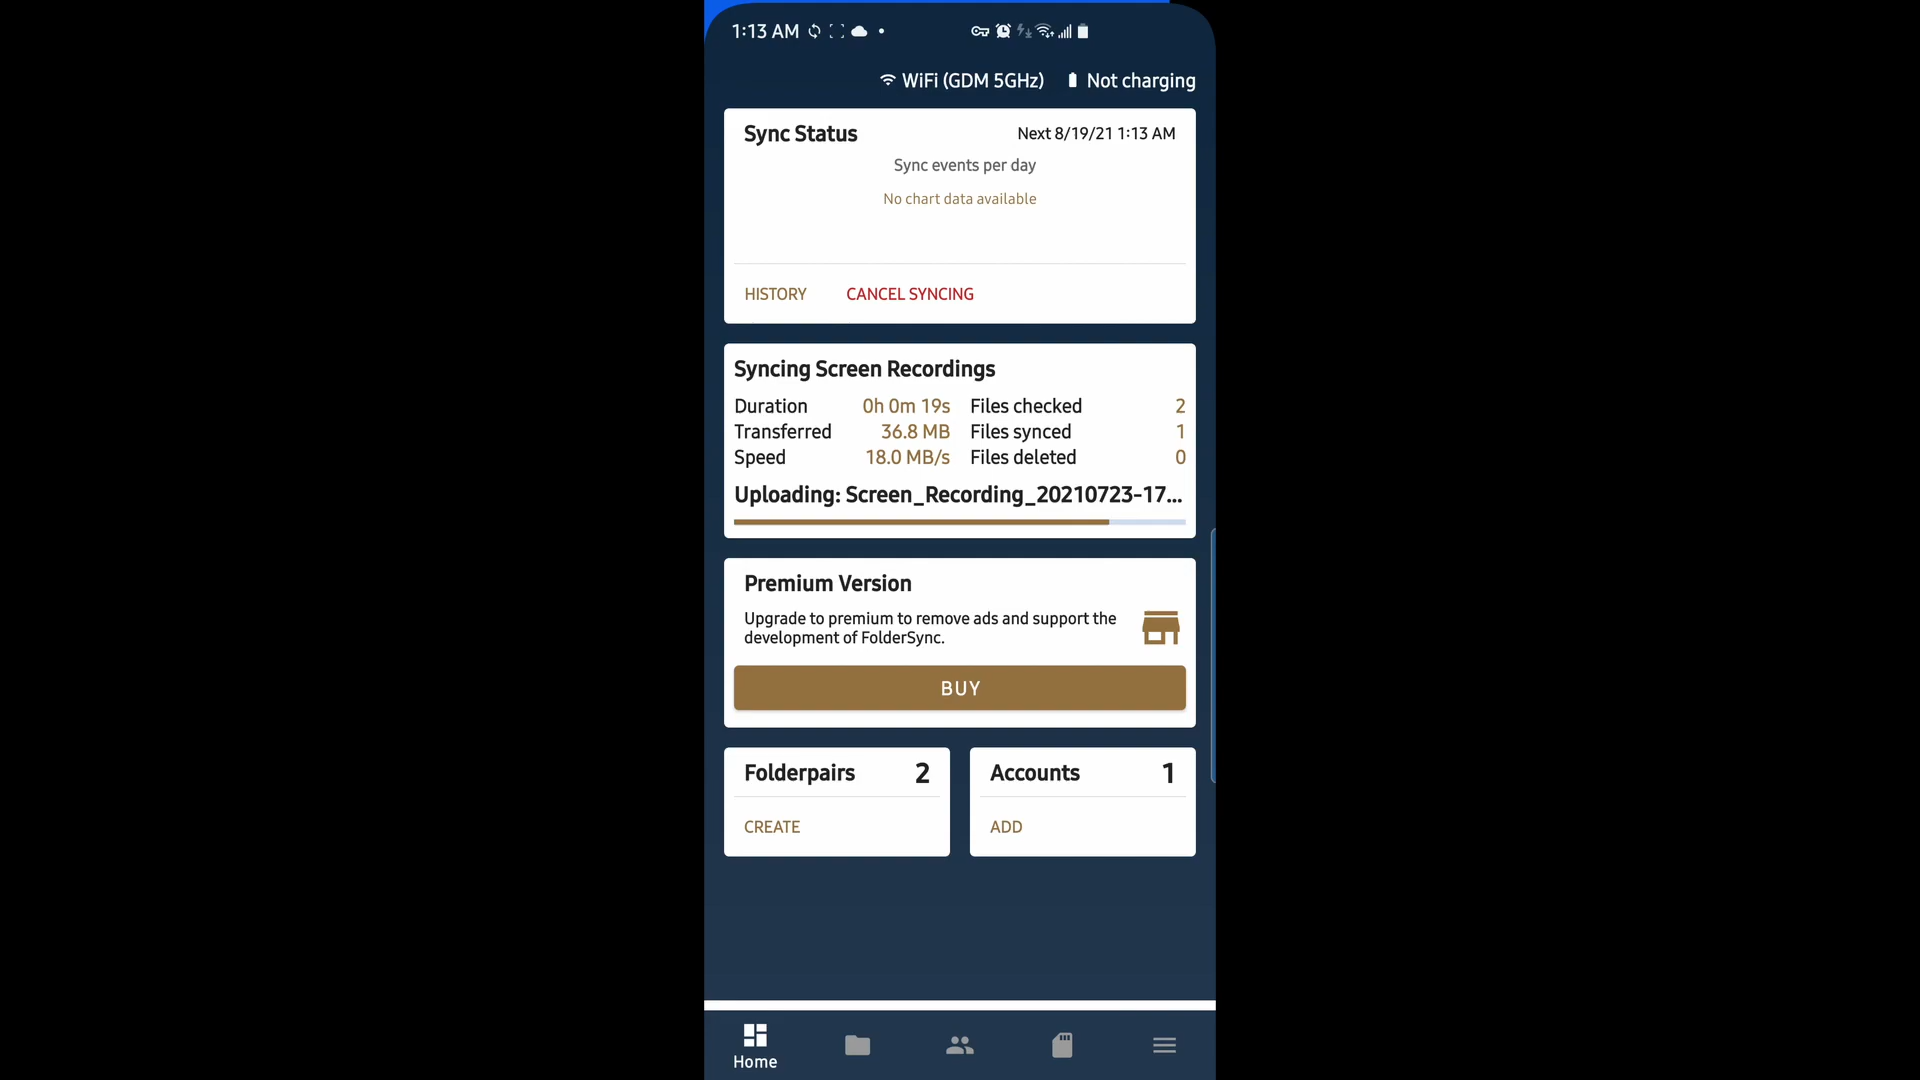 1:13 AM
WiFi (GDM 5GHz) Not charging
Sync Status Next 8/19/21 1:13 AM
Sync events per day
No chart data available
HISTORY CANCEL SYNCING
Syncing Screen Recordings
Duration 0h 0m 19s Files checked 2
Transferred 36.8 MB Files synced 1
Speed 18.0 MB/s Files deleted 0
Uploading: Screen_Recording_20210723-17...
Premium Version
Upgrade to premium to remove ads and support the
development of FolderSync.
BUY
Folderpairs 2 Accounts 1
CREATE ADD
Home